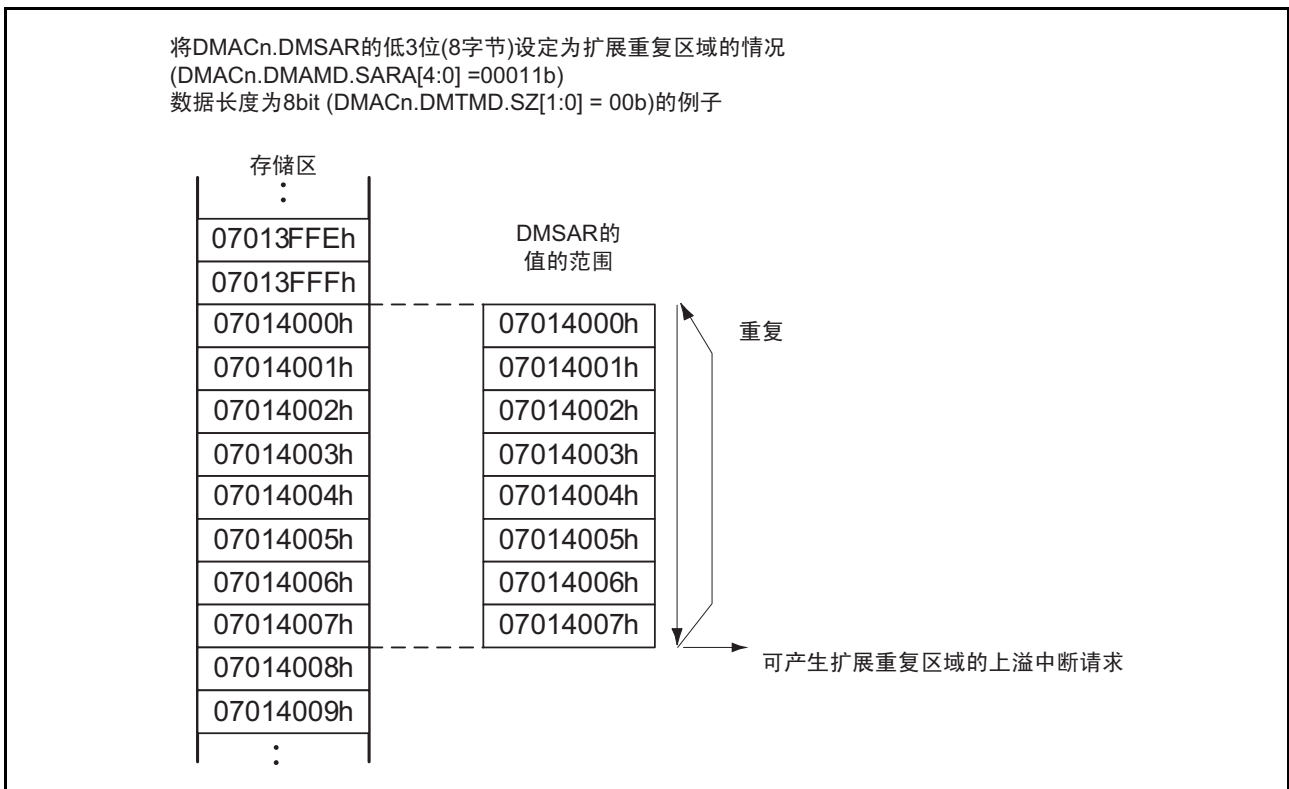 将DMACn.DMSAR的低3位(8字节)设定为扩展重复区域的情况
(DMACn.DMAMD.SARA[4:0] =00011b)
数据长度为8bit (DMACn.DMTMD.SZ[1:0] = 00b)的例子
存储区
07013FFEh
07013FFFh
07014000h
07014001h
07014002h
07014003h
07014004h
07014005h
07014006h
07014007h
07014008h
07014009h
DMSAR的
值的范围
07014000h
07014001h
07014002h
07014003h
07014004h
07014005h
07014006h
07014007h
重复
可产生扩展重复区域的上溢中断请求